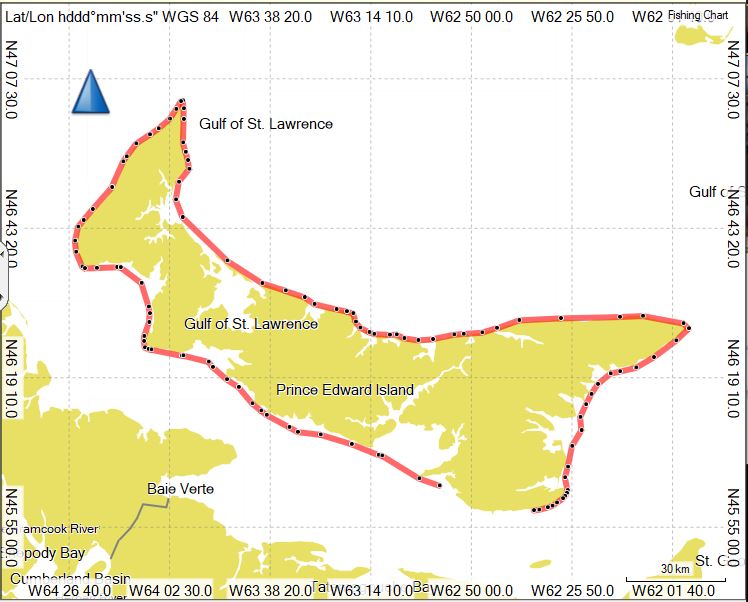 Lat/Lon hddd°mm'ss.s" WGS 84 W63 38 20.0 W63 14 10.0 W62 50 00.0 W62 25 50.0 W62
Fishing Chart
N47 07 30.0
N47 07 30.0
Gulf of St. Lawrence
Gulf
N46 43 20.0
N46 43 20.0
Gulf of St. Lawrence
N46 19 10.0
N46 19 10.0
Prince Edward Island
Baie Verte
N45 55 00.0
N45 55 00.0
amcook River
pody Bay
St. C
30 km
Cumberland Basin
W64 26 40.0 W64 02 30.0 W63 38 20.0 W63 14 10.0 W62 50 00.0 W62 25 50.0 W62 01 40.0